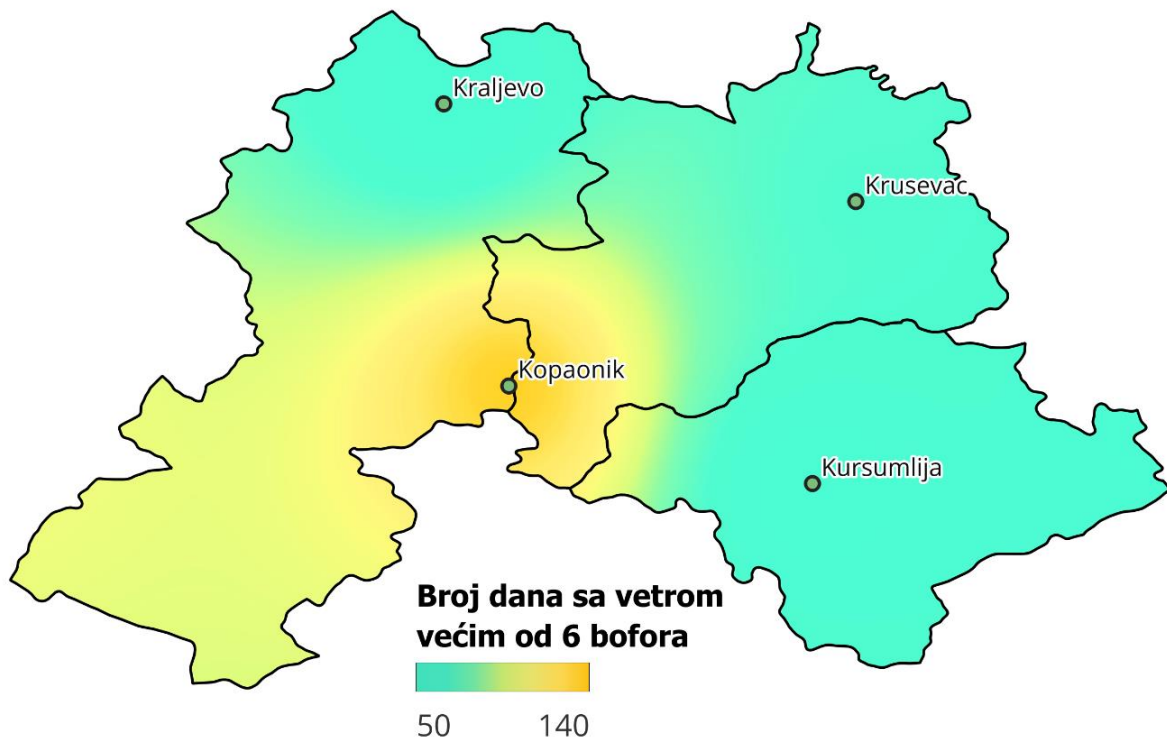 Kraljevo
Krusevac
Kopaonik
Kursumlija
Broj dana sa vetrom
većim od 6 bofora
50 140